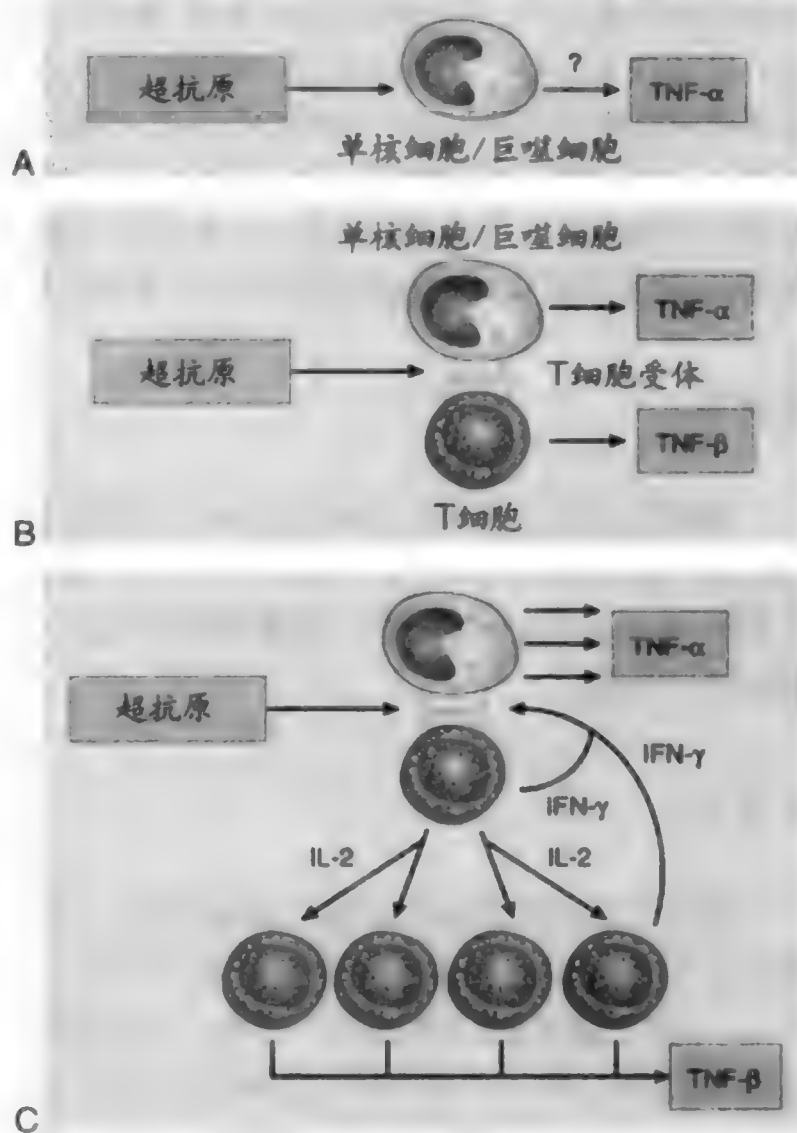 超抗原
?
TNF-α
单核细胞/巨噬细胞
A
单核细胞/巨噬细胞
TNF-α
超抗原
T细胞受体
TNF-β
T细胞
B
TNF-α
超抗原
IFN-γ
IFN-γ
IL-2 IL-2
TNF-β
C